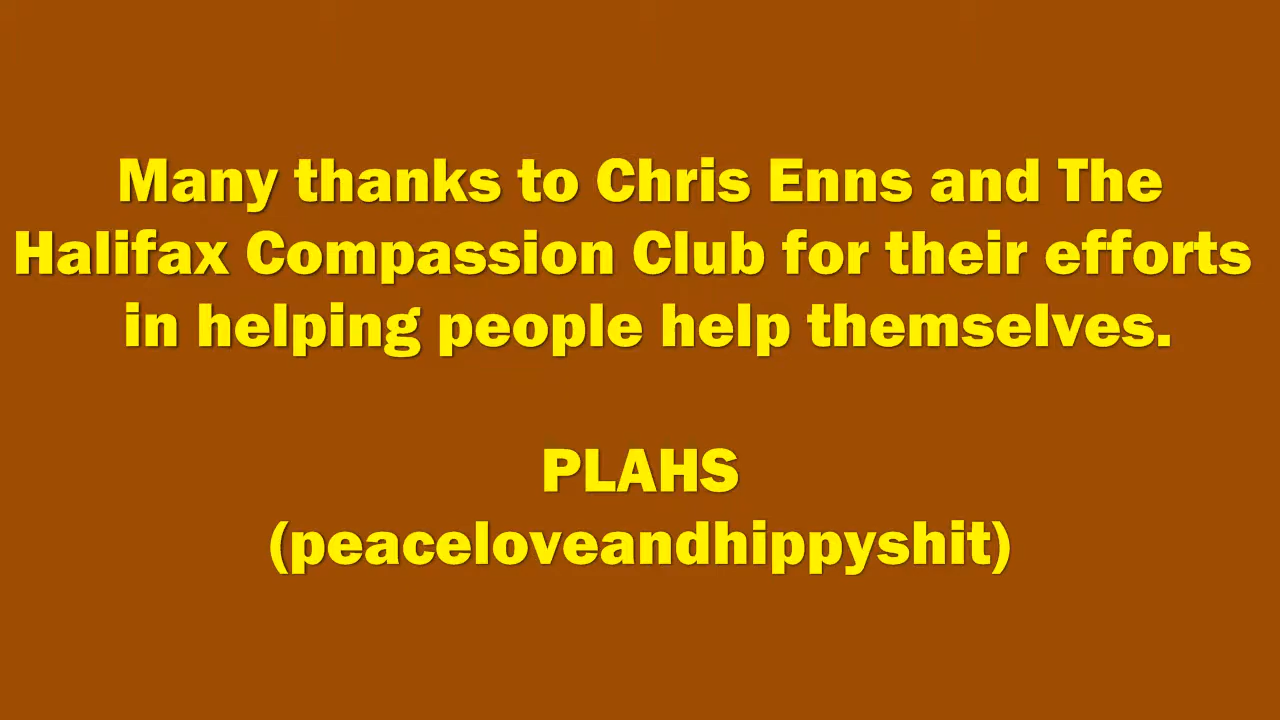 Many thanks to Chris Enns and The
Halifax Compassion Club for their efforts
in helping people help themselves.
PLAHS
(peaceloveandhippyshit)